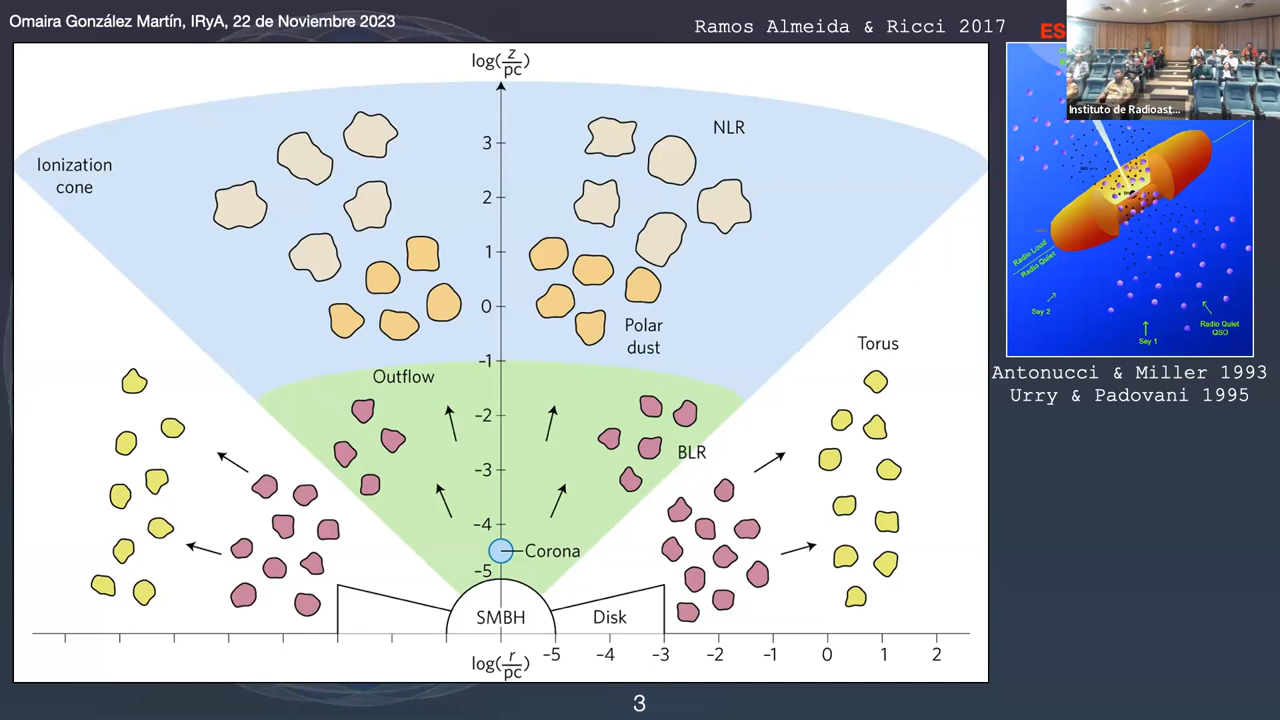 Omaira González Martín, IRyA, 22 de Noviembre 2023
Ramos Almeida & Ricci 2017
ES
Instituto de Radioast...
log(z/pc)
3
2
1
0
-1
-2
-3
-4
-5
Ionization
cone
NLR
Polar
dust
Torus
Outflow
BLR
Corona
SMBH
Disk
log(r/pc)
-5
-4
-3
-2
-1
0
1
2
Radio Loud
Radio Quiet
Sey 2
Sey 1
Radio Quiet
QSO
Antonucci & Miller 1993
Urry & Padovani 1995
3